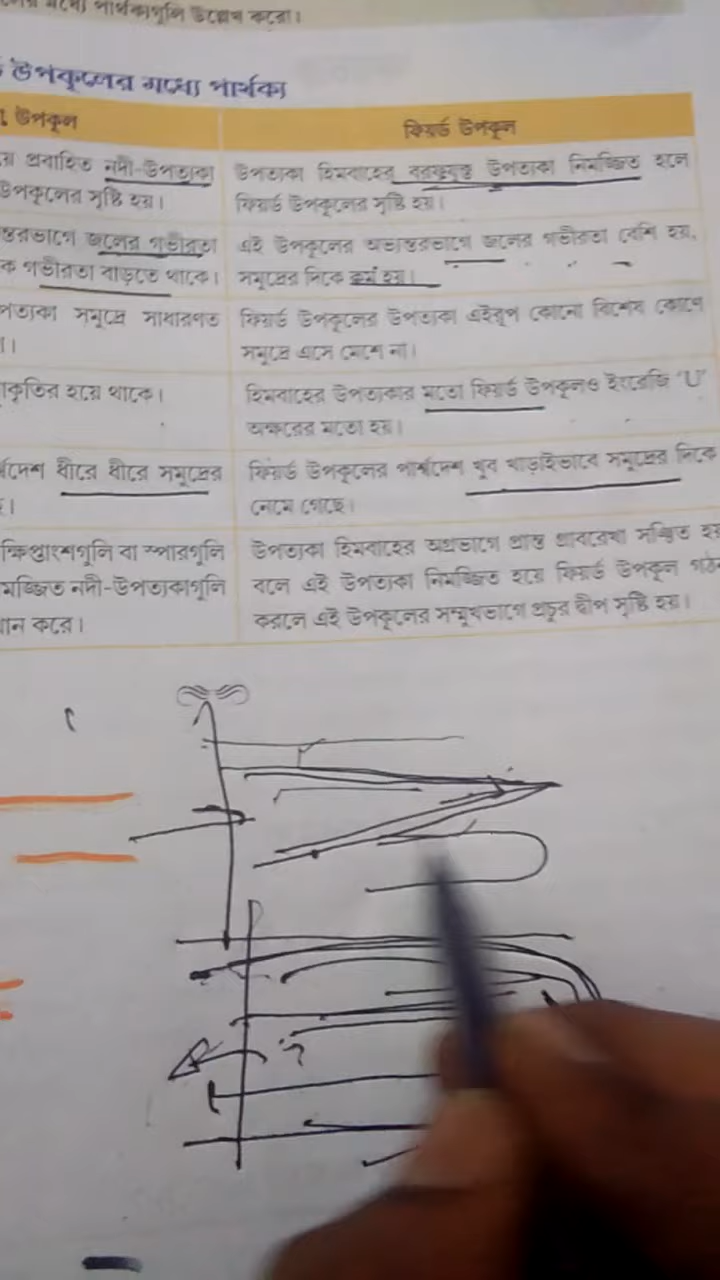 মধ্যে পার্থক্যগুলি উল্লেখ করো।
উপকূলের মধ্যে পার্থক্য
উপকূল
ফিয়র্ড উপকূল
প্রবাহিত নদী-উপত্যকা
উপকূলের সৃষ্টি হয়।
উপত্যকা হিমবাহের বরফমুক্ত উপত্যকা নিমজ্জিত হলে
ফিয়র্ড উপকূলের সৃষ্টি হয়।
ন্তরভাগে জলের গভীরতা
ক গভীরতা বাড়তে থাকে।
এই উপকূলের অভ্যন্তরভাগে জলের গভীরতা বেশি হয়,
সমুদ্রের দিকে কম হয়।
পত্যকা সমুদ্রে সাধারণত
।
ফিয়র্ড উপকূলের উপত্যকা এইরূপ কোনো বিশেষ কোণে
সমুদ্রে এসে মেশে না।
াকৃতির হয়ে থাকে।
হিমবাহের উপত্যকার মতো ফিয়র্ড উপকূলও ইংরেজি ‘U’
অক্ষরের মতো হয়।
র্শ্বদেশ ধীরে ধীরে সমুদ্রের
।
ফিয়র্ড উপকূলের পার্শ্বদেশ খুব খাড়াইভাবে সমুদ্রের দিকে
নেমে গেছে।
ক্ষিপ্তাংশগুলি বা স্পারগুলি
মজ্জিত নদী-উপত্যকাগুলি
থান করে।
উপত্যকা হিমবাহের অগ্রভাগে প্রান্ত গ্রাবরেখা সঞ্চিত হয়
বলে এই উপত্যকা নিমজ্জিত হয়ে ফিয়র্ড উপকূল গঠন
করলে এই উপকূলের সম্মুখভাগে প্রচুর দ্বীপ সৃষ্টি হয়।